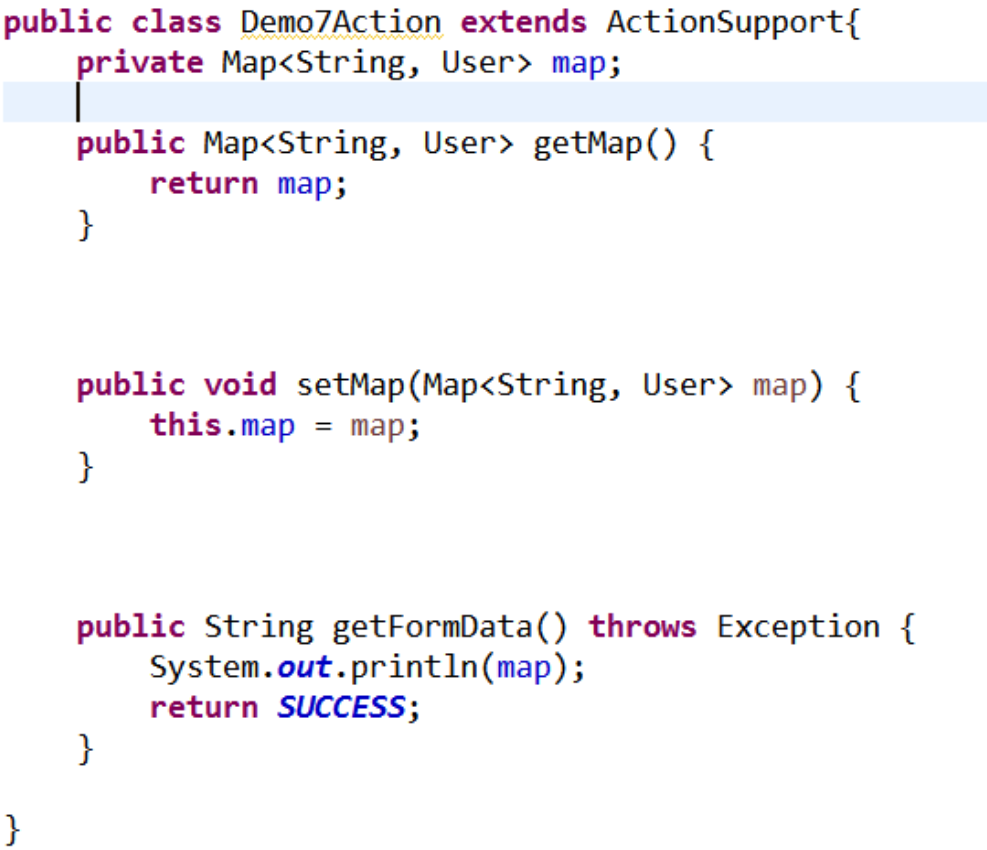 public class Demo7Action extends ActionSupport{
    private Map<String, User> map;
    public Map<String, User> getMap() {
        return map;
    }
    public void setMap(Map<String, User> map) {
        this.map = map;
    }
    public String getFormData() throws Exception {
        System.out.println(map);
        return SUCCESS;
    }
}